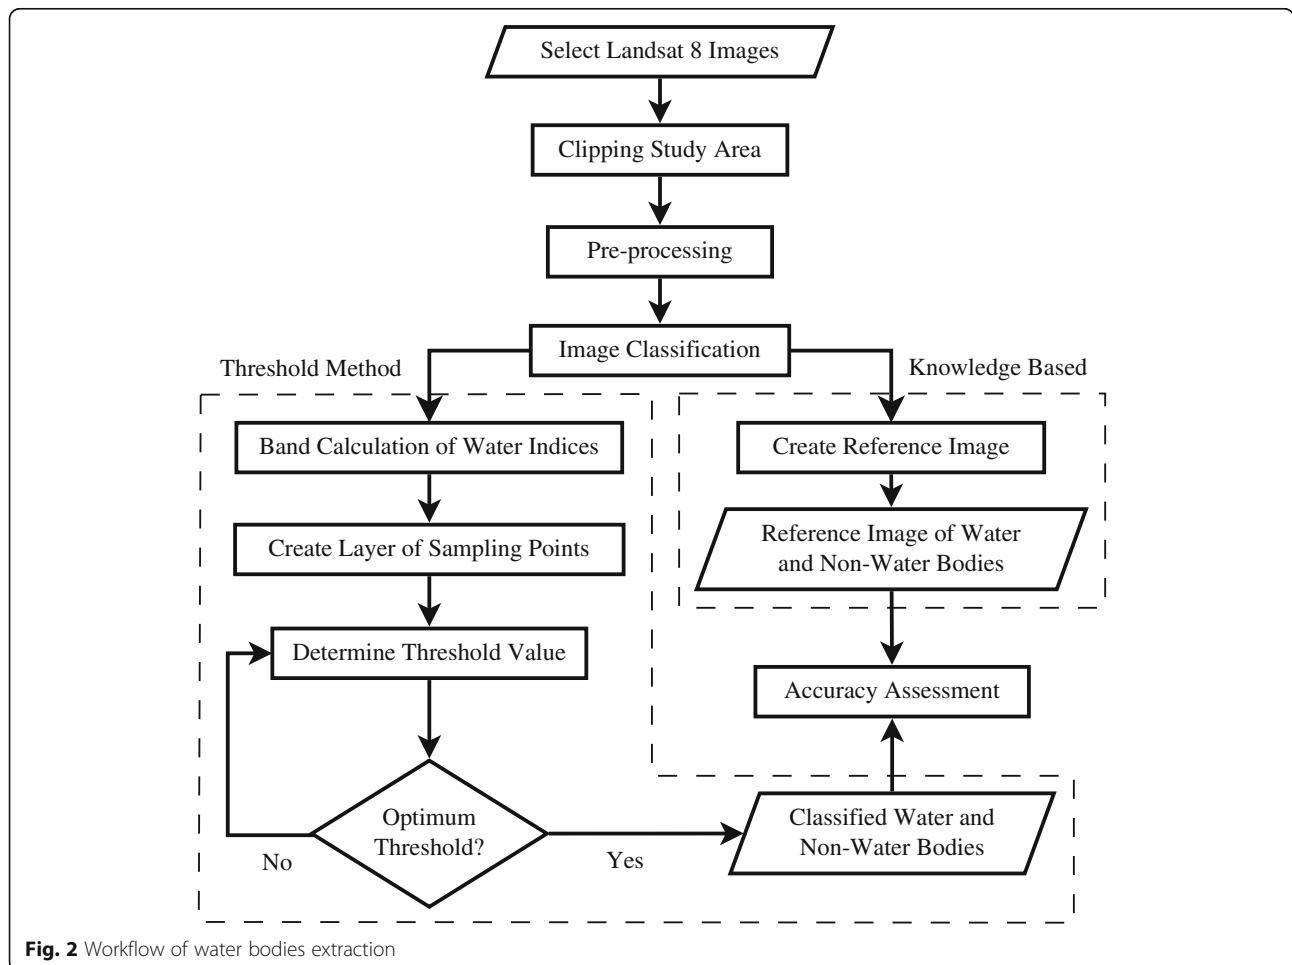 Select Landsat 8 Images
Clipping Study Area
Pre-processing
Image Classification
Threshold Method
Knowledge Based
Band Calculation of Water Indices
Create Layer of Sampling Points
Determine Threshold Value
Optimum
Threshold?
No
Yes
Create Reference Image
Reference Image of Water
and Non-Water Bodies
Accuracy Assessment
Classified Water and
Non-Water Bodies
Fig. 2 Workflow of water bodies extraction